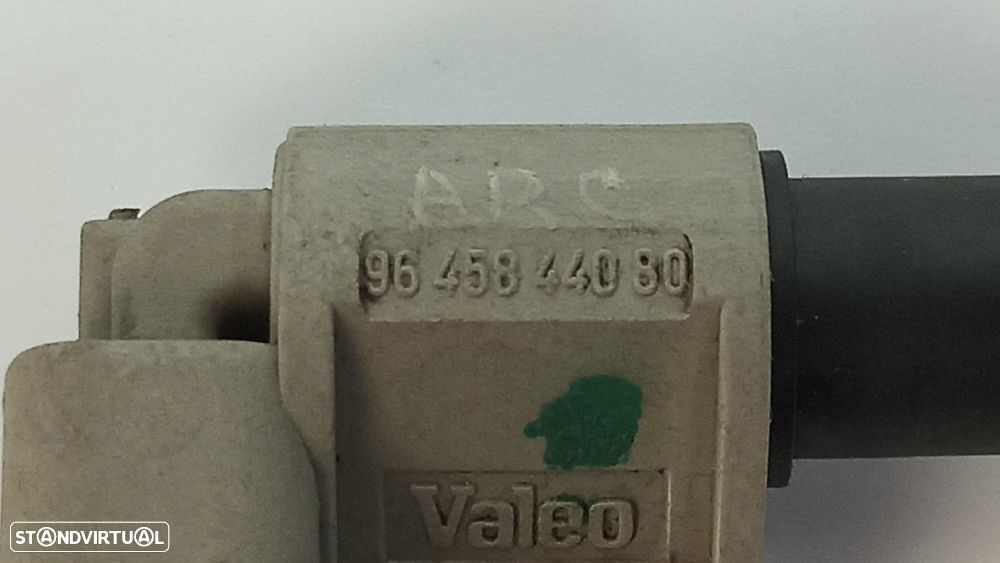 ARC
96 458 440 80
Valeo
STANDVIRTUAL